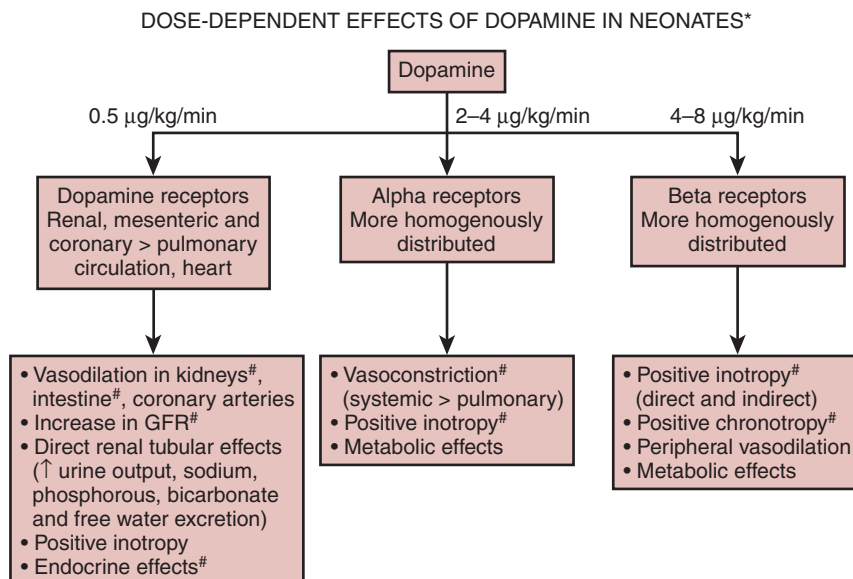 DOSE-DEPENDENT EFFECTS OF DOPAMINE IN NEONATES*
Dopamine
0.5 μg/kg/min
2–4 μg/kg/min
4–8 μg/kg/min
Dopamine receptors
Renal, mesenteric and
coronary > pulmonary
circulation, heart
Alpha receptors
More homogenously
distributed
Beta receptors
More homogenously
distributed
• Vasodilation in kidneys#,
intestine#, coronary arteries
• Increase in GFR#
• Direct renal tubular effects
(↑ urine output, sodium,
phosphorous, bicarbonate
and free water excretion)
• Positive inotropy
• Endocrine effects#
• Vasoconstriction#
(systemic > pulmonary)
• Positive inotropy#
• Metabolic effects
• Positive inotropy#
(direct and indirect)
• Positive chronotropy#
• Peripheral vasodilation
• Metabolic effects